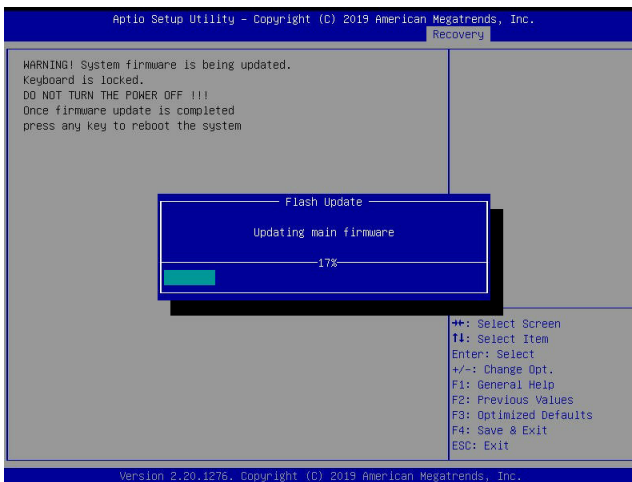 Aptio Setup Utility – Copyright (C) 2019 American Megatrends, Inc.
Recovery
WARNING! System firmware is being updated.
Keyboard is locked.
DO NOT TURN THE POWER OFF !!!
Once firmware update is completed
press any key to reboot the system
Flash Update
Updating main firmware
17%
→←: Select Screen
↑↓: Select Item
Enter: Select
+/-: Change Opt.
F1: General Help
F2: Previous Values
F3: Optimized Defaults
F4: Save & Exit
ESC: Exit
Version 2.20.1276. Copyright (C) 2019 American Megatrends, Inc.